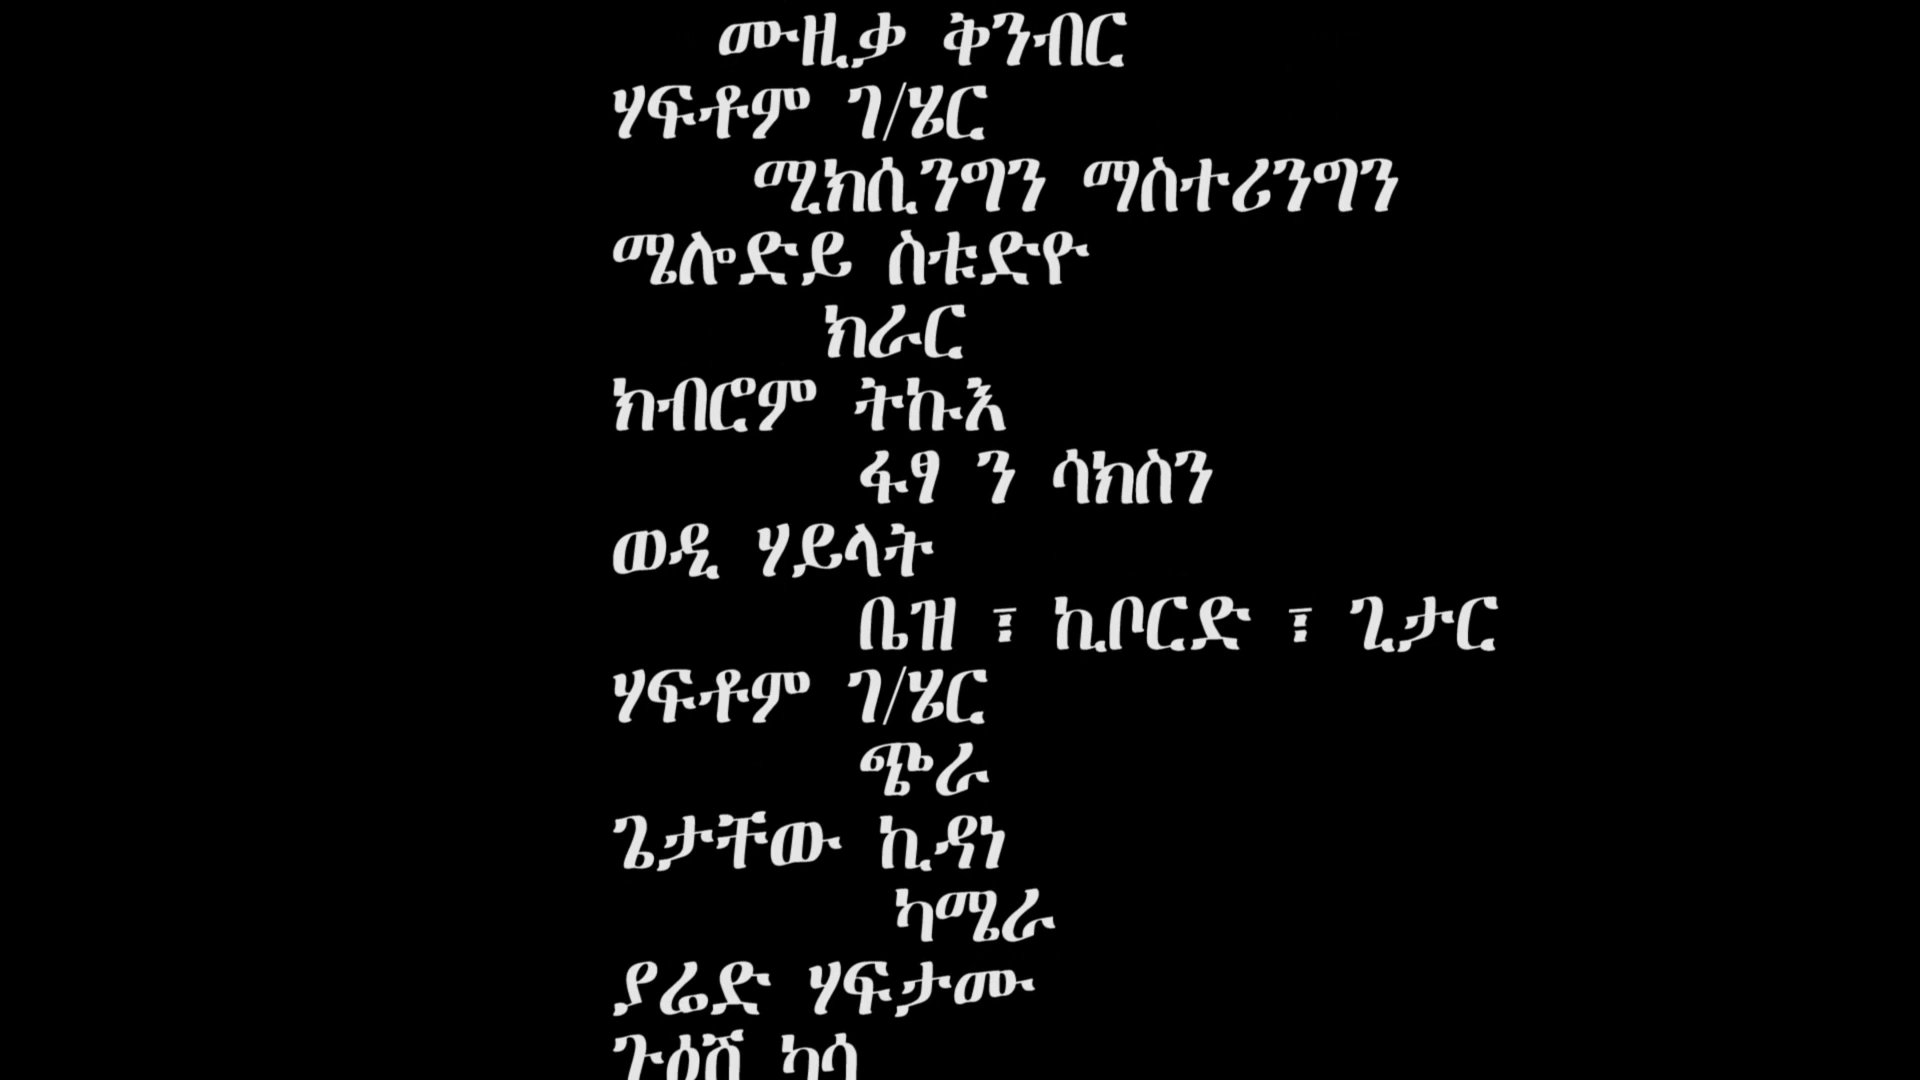 ሙዚቃ ቅንብር
ሃፍቶም ገ/ሄር
ሚክሲንግን ማስተሪንግን
ሜሎድይ ስቱድዮ
ክራር
ክብሮም ትኩእ
ፋፃ ን ሳክስን
ወዲ ሃይላት
ቤዝ ፣ ኪቦርድ ፣ ጊታር
ሃፍቶም ገ/ሄር
ጭራ
ጌታቸው ኪዳነ
ካሜራ
ያሬድ ሃፍታሙ
ጉዕሽ ካሳ